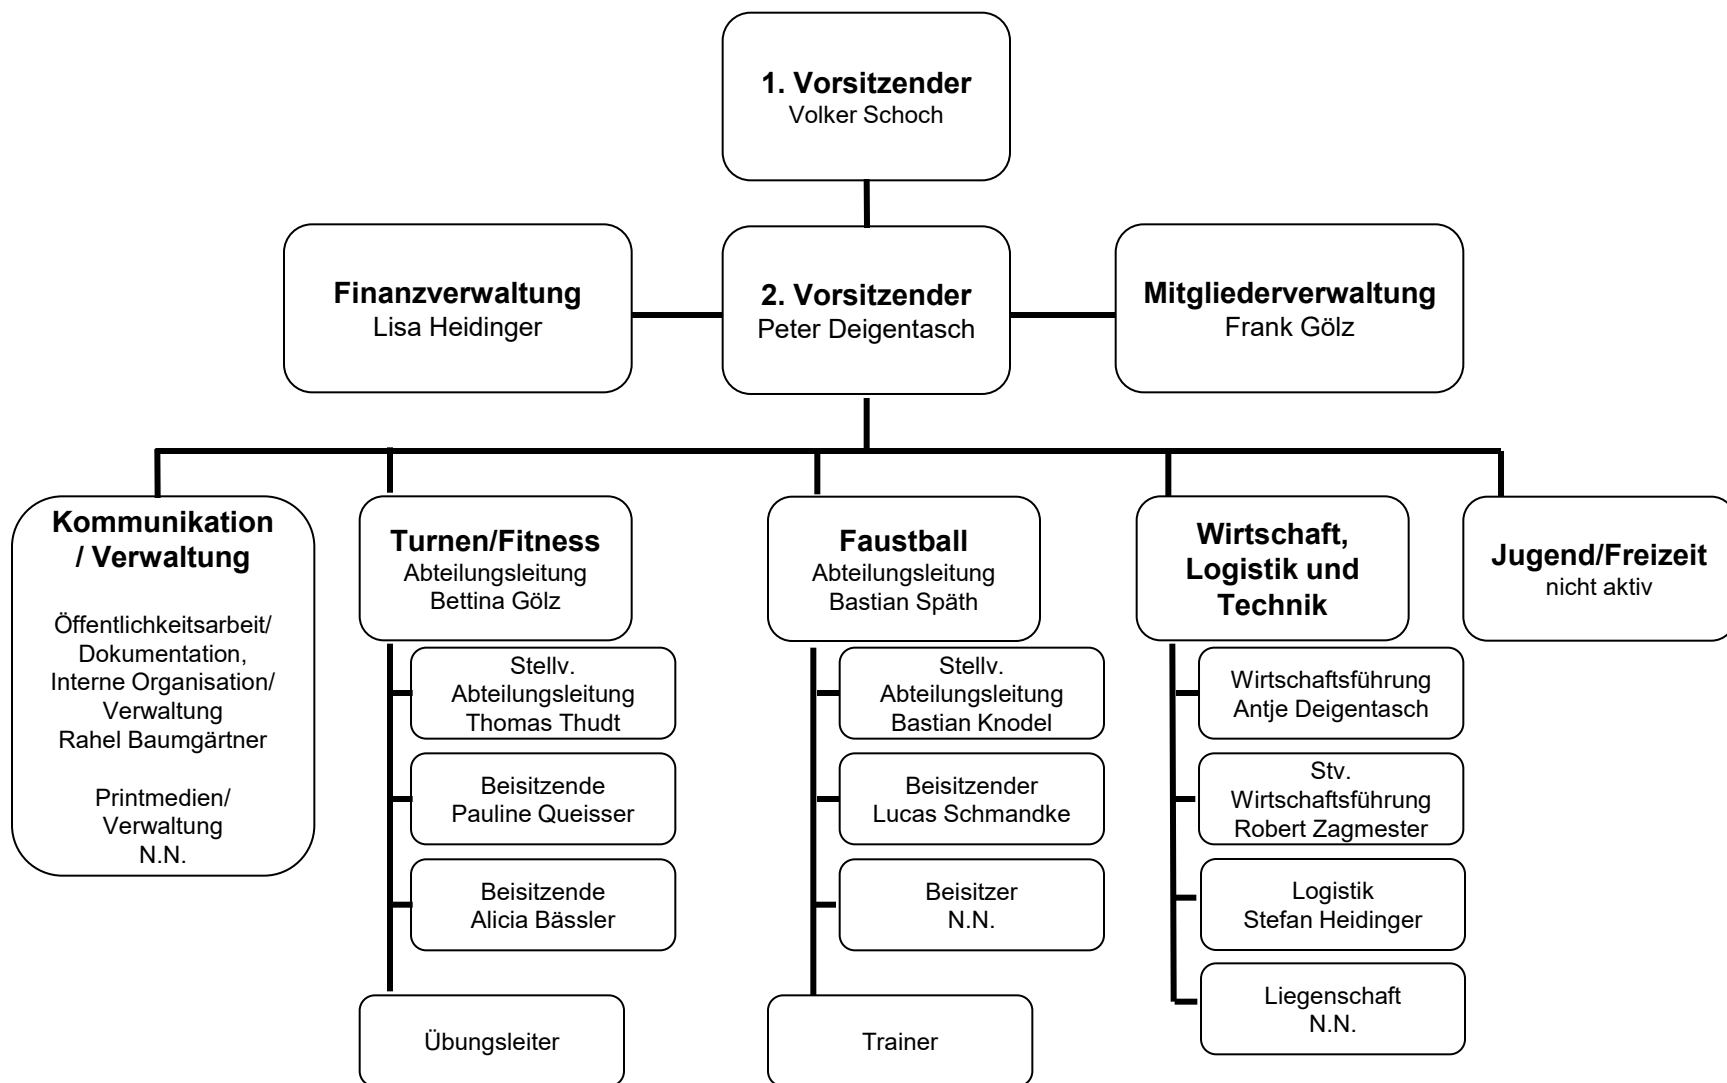 1. Vorsitzender
Volker Schoch
Finanzverwaltung
Lisa Heidinger
2. Vorsitzender
Peter Deigentasch
Mitgliederverwaltung
Frank Gölz
Kommunikation
/ Verwaltung
Öffentlichkeitsarbeit/
Dokumentation,
Interne Organisation/
Verwaltung
Rahel Baumgärtner
Printmedien/
Verwaltung
N.N.
Turnen/Fitness
Abteilungsleitung
Bettina Gölz
Stellv.
Abteilungsleitung
Thomas Thudt
Beisitzende
Pauline Queisser
Beisitzende
Alicia Bässler
Übungsleiter
Faustball
Abteilungsleitung
Bastian Späth
Stellv.
Abteilungsleitung
Bastian Knodel
Beisitzender
Lucas Schmandke
Beisitzer
N.N.
Trainer
Wirtschaft,
Logistik und
Technik
Wirtschaftsführung
Antje Deigentasch
Stv.
Wirtschaftsführung
Robert Zagmester
Logistik
Stefan Heidinger
Liegenschaft
N.N.
Jugend/Freizeit
nicht aktiv